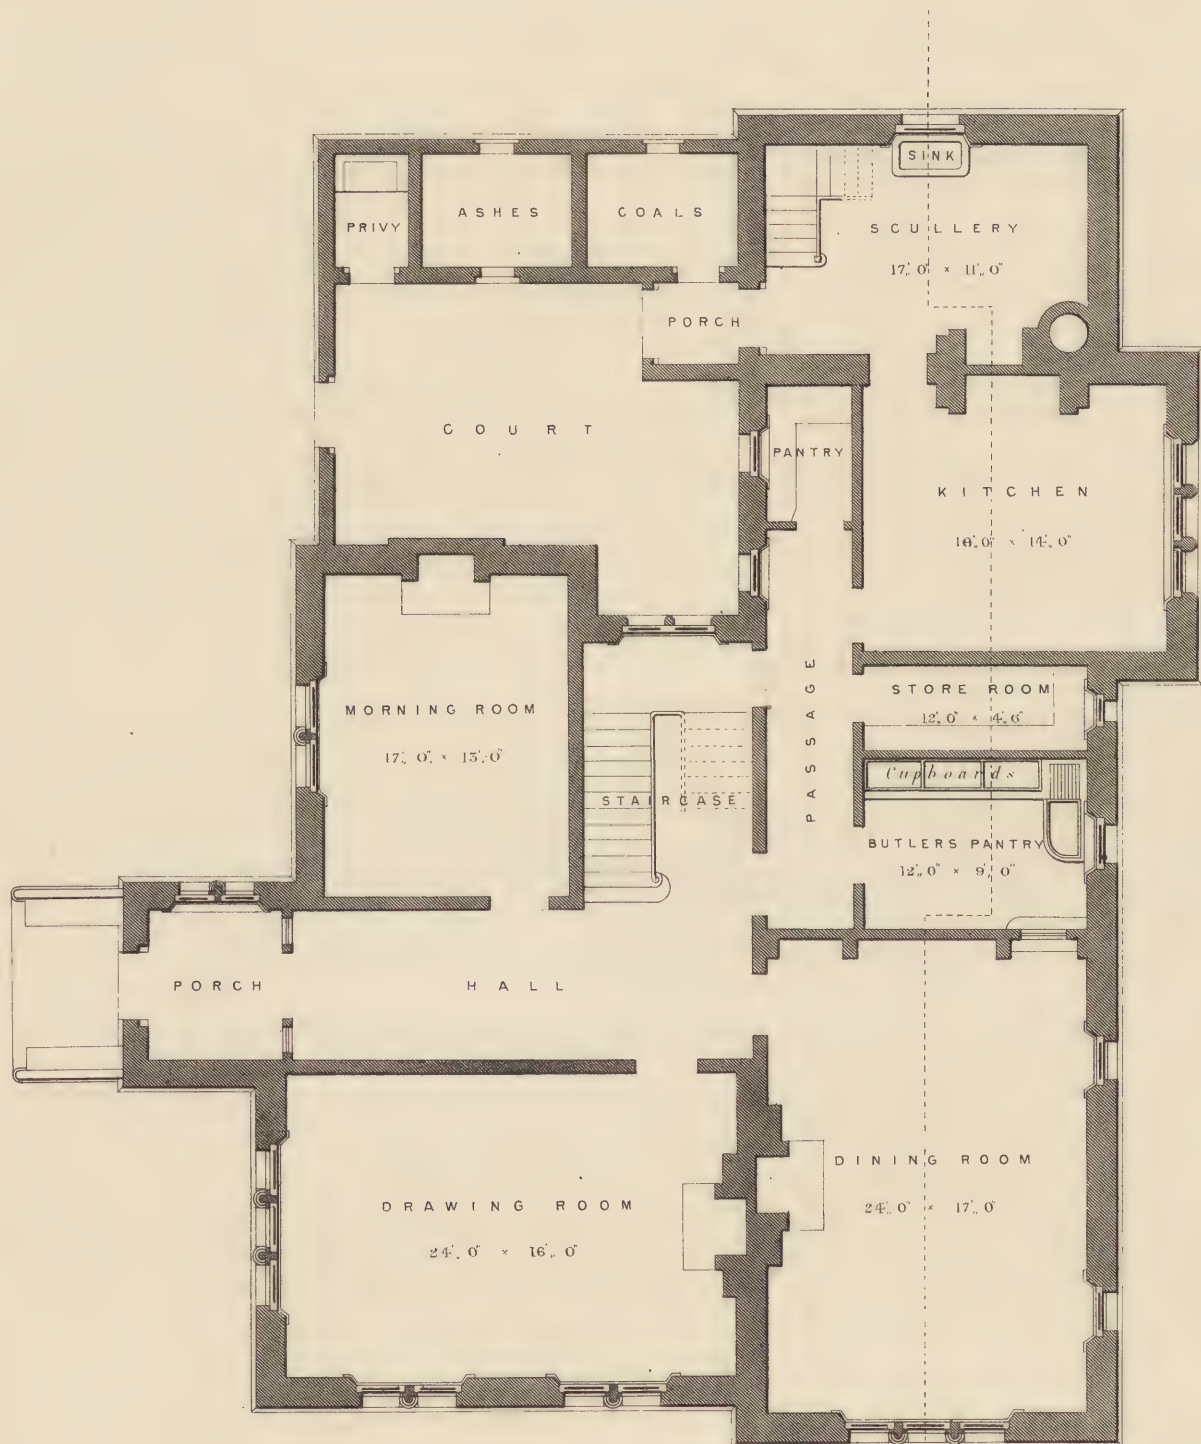 SINK
PRIVY
ASHES
COALS
SCULLERY
17,, 0" × 11,, 0"
PORCH
COURT
PANTRY
KITCHEN
14,, 0"
MORNING ROOM
17,, 0" × 13,, 0"
STAIRCASE
PASSAGE
STORE ROOM
12,, 0" × 4,, 6"
Cupboards
BUTLERS PANTRY
12,, 0" × 9,, 0"
PORCH
HALL
DRAWING ROOM
24,, 0" × 16,, 0"
DINING ROOM
24,, 0" × 17,, 0"